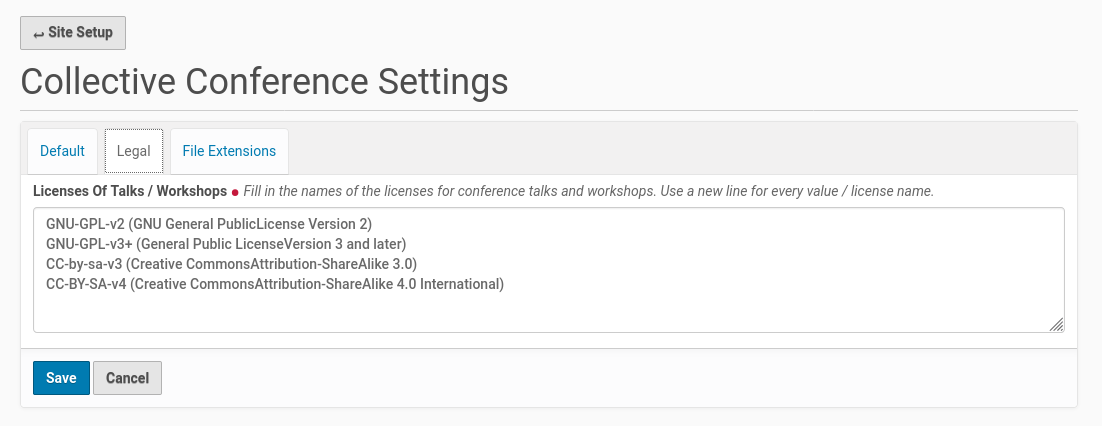 ↵ Site Setup
Collective Conference Settings
Default Legal File Extensions
Licenses Of Talks / Workshops ● Fill in the names of the licenses for conference talks and workshops. Use a new line for every value / license name.
GNU-GPL-v2 (GNU General PublicLicense Version 2)
GNU-GPL-v3+ (General Public LicenseVersion 3 and later)
CC-by-sa-v3 (Creative CommonsAttribution-ShareAlike 3.0)
CC-BY-SA-v4 (Creative CommonsAttribution-ShareAlike 4.0 International)
Save Cancel